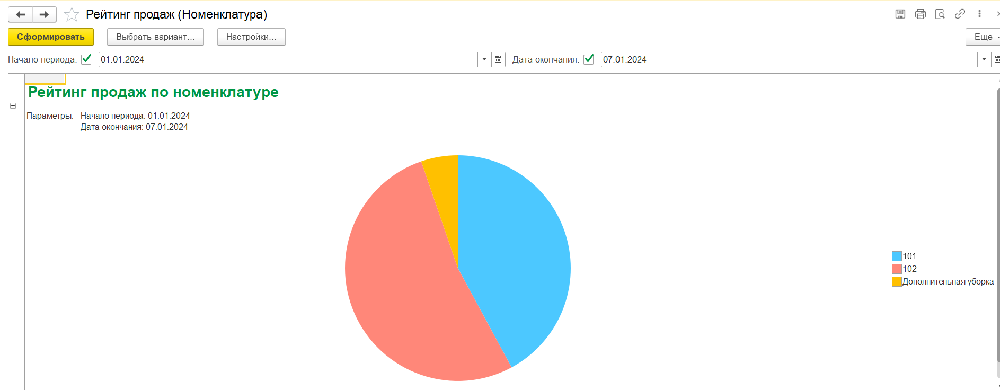 Рейтинг продаж (Номенклатура)
Сформировать
Выбрать вариант...
Настройки...
Еще
Начало периода:
01.01.2024
Дата окончания:
07.01.2024
Рейтинг продаж по номенклатуре
Параметры: Начало периода: 01.01.2024
Дата окончания: 07.01.2024
101
102
Дополнительная уборка